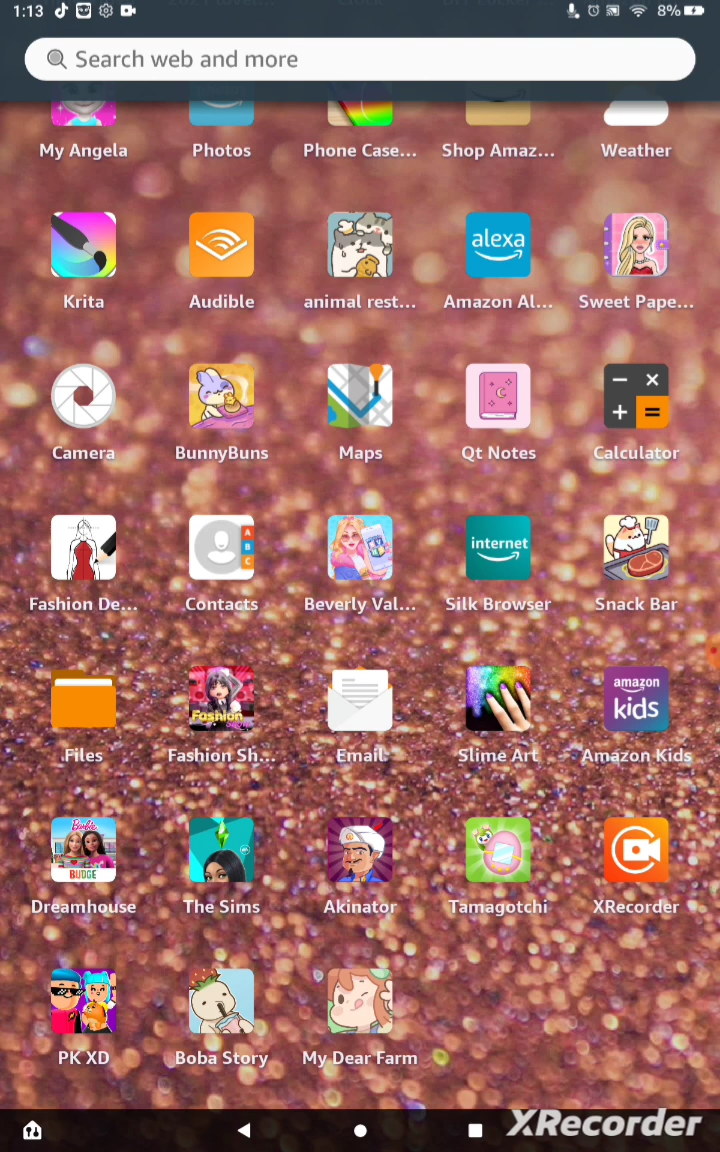 1:13 8%
Search web and more
My Angela Photos Phone Case... Shop Amaz... Weather
alexa
Krita Audible animal rest... Amazon Al... Sweet Pape...
Camera BunnyBuns Maps Qt Notes Calculator
A
B
C
internet
Fashion De... Contacts Beverly Val... Silk Browser Snack Bar
Fashion
amazon
kids
Files Fashion Sh... Email Slime Art Amazon Kids
Barbie
BUDGE
Dreamhouse The Sims Akinator Tamagotchi XRecorder
PK XD Boba Story My Dear Farm
XRecorder